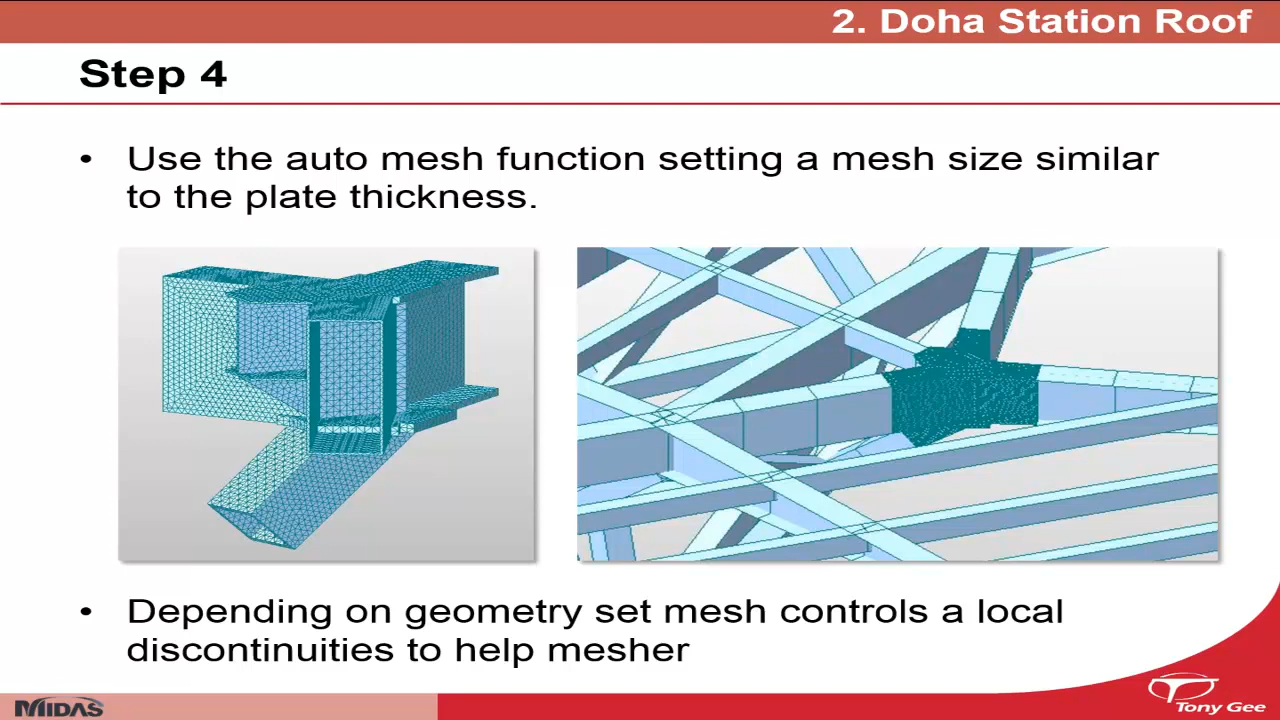 2. Doha Station Roof
Step 4
• Use the auto mesh function setting a mesh size similar
to the plate thickness.
• Depending on geometry set mesh controls a local
discontinuities to help mesher
MIDAS
Tony Gee